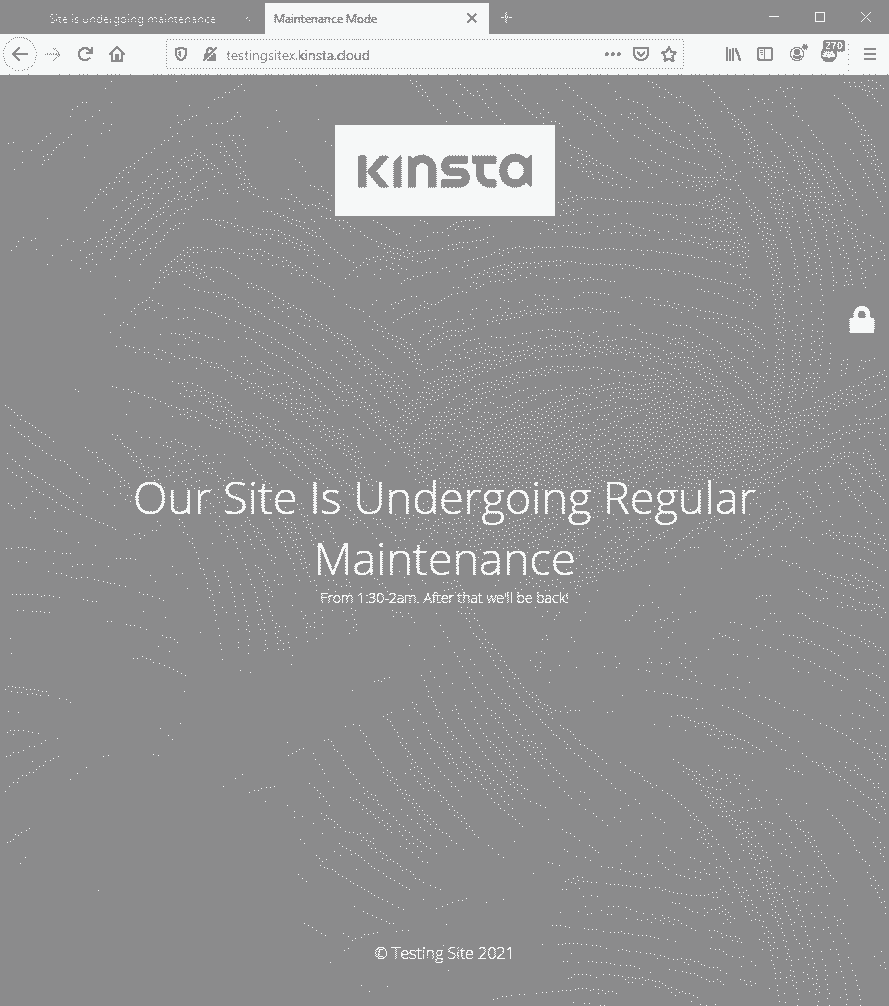 Site is undergoing maintenance
Maintenance Mode
testingsitex.kinsta.cloud
270
KINSTA
Our Site Is Undergoing Regular
Maintenance
From 1:30-2am. After that we'll be back!
© Testing Site 2021